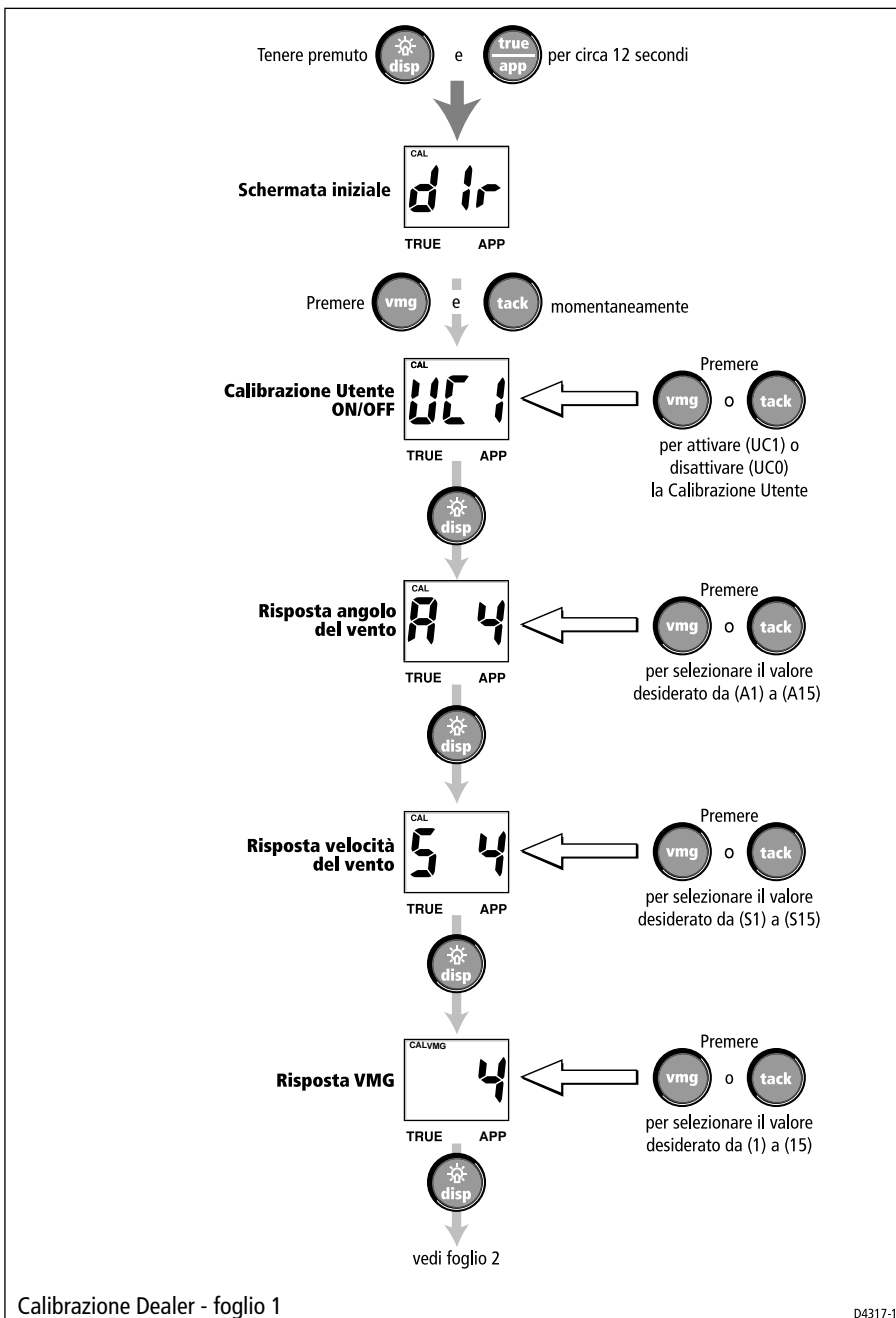 Tenere premuto disp e true app per circa 12 secondi
CAL
Schermata iniziale dIr
TRUE APP
Premere vmg e tack momentaneamente
CAL
Calibrazione Utente
ON/OFF
UC1
TRUE APP
Premere
vmg o tack
per attivare (UC1) o
disattivare (UC0)
la Calibrazione Utente
disp
CAL
Risposta angolo
del vento
A 4
TRUE APP
Premere
vmg o tack
per selezionare il valore
desiderato da (A1) a (A15)
disp
CAL
Risposta velocità
del vento
S 4
TRUE APP
Premere
vmg o tack
per selezionare il valore
desiderato da (S1) a (S15)
disp
CAL VMG
Risposta VMG 4
TRUE APP
Premere
vmg o tack
per selezionare il valore
desiderato da (1) a (15)
disp
vedi foglio 2
Calibrazione Dealer - foglio 1
D4317-1